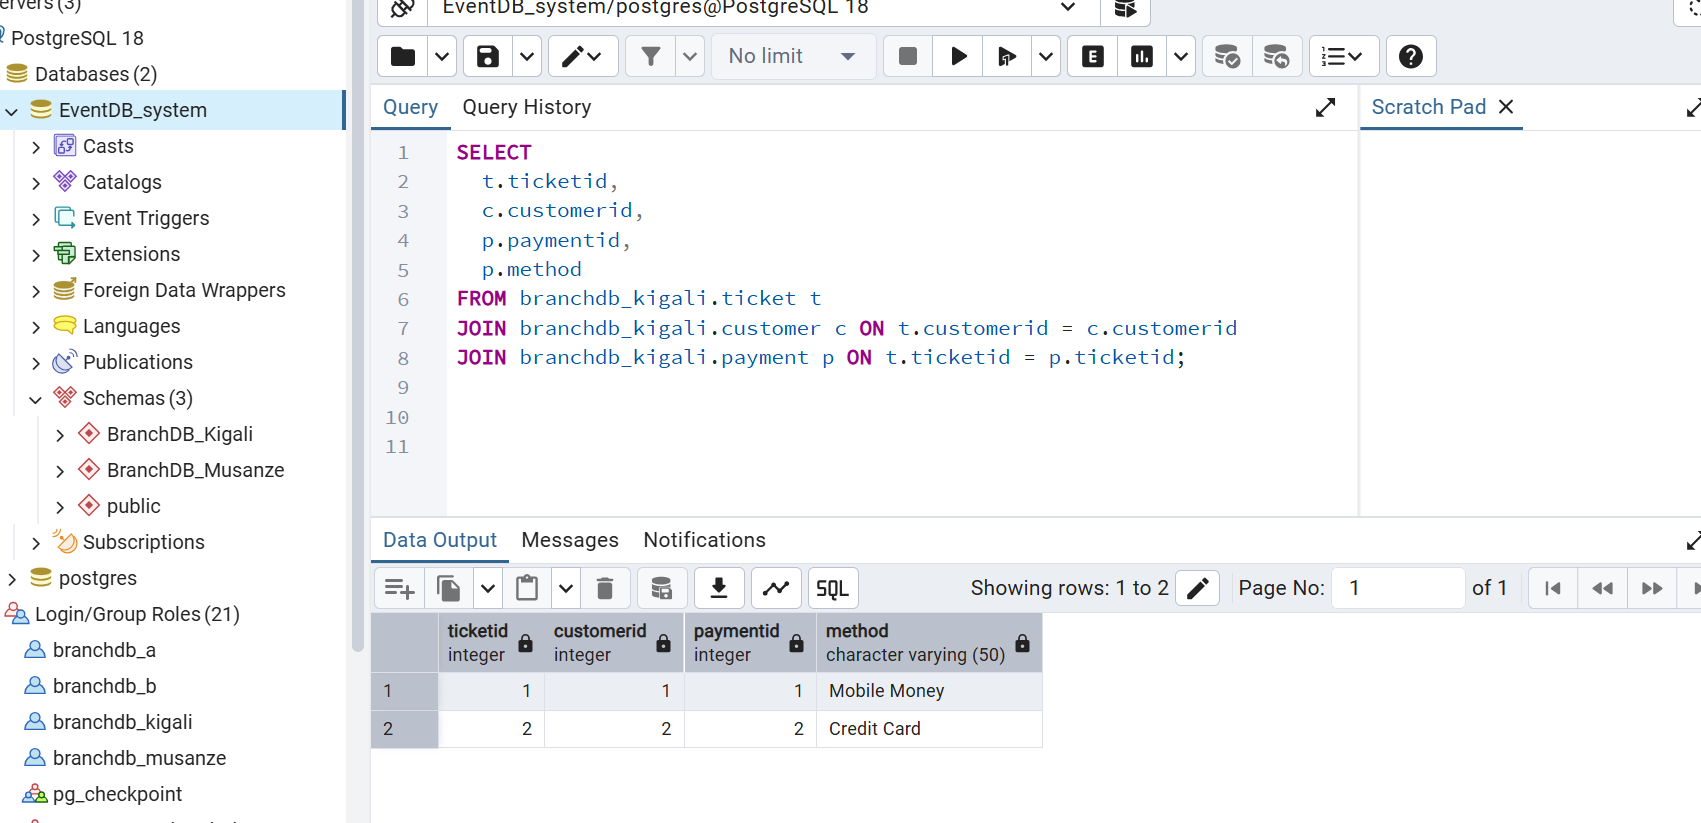 ervers (3)
PostgreSQL 18
Databases (2)
EventDB_system
Casts
Catalogs
Event Triggers
Extensions
Foreign Data Wrappers
Languages
Publications
Schemas (3)
BranchDB_Kigali
BranchDB_Musanze
public
Subscriptions
postgres
Login/Group Roles (21)
branchdb_a
branchdb_b
branchdb_kigali
branchdb_musanze
pg_checkpoint
EventDB_system/postgres@PostgreSQL 18
No limit
E
Query
Query History
Scratch Pad
1 SELECT
2 t.ticketid,
3 c.customerid,
4 p.paymentid,
5 p.method
6 FROM branchdb_kigali.ticket t
7 JOIN branchdb_kigali.customer c ON t.customerid = c.customerid
8 JOIN branchdb_kigali.payment p ON t.ticketid = p.ticketid;
9
10
11
Data Output Messages Notifications
SQL Showing rows: 1 to 2 Page No: 1 of 1
ticketid customerid paymentid method
integer integer integer character varying (50)
1 1 1 1 Mobile Money
2 2 2 2 Credit Card